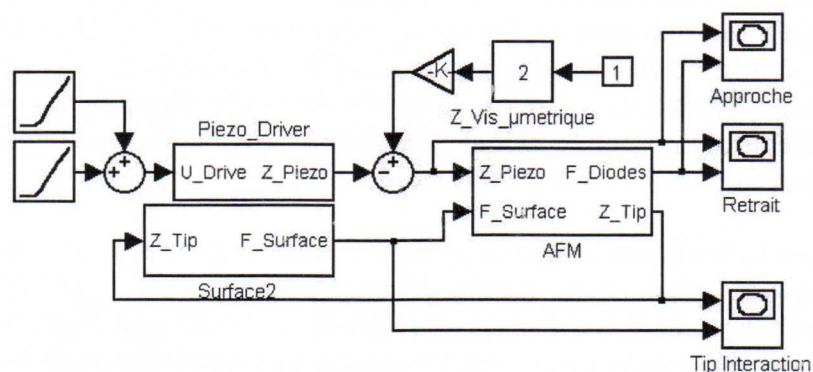 -K-
2
1
Z_Vis_µmetrique
Approche
Piezo_Driver
+
+
U_Drive Z_Piezo
-
+
Z_Piezo F_Diodes
F_Surface Z_Tip
AFM
Retrait
Z_Tip F_Surface
Surface2
Tip Interaction